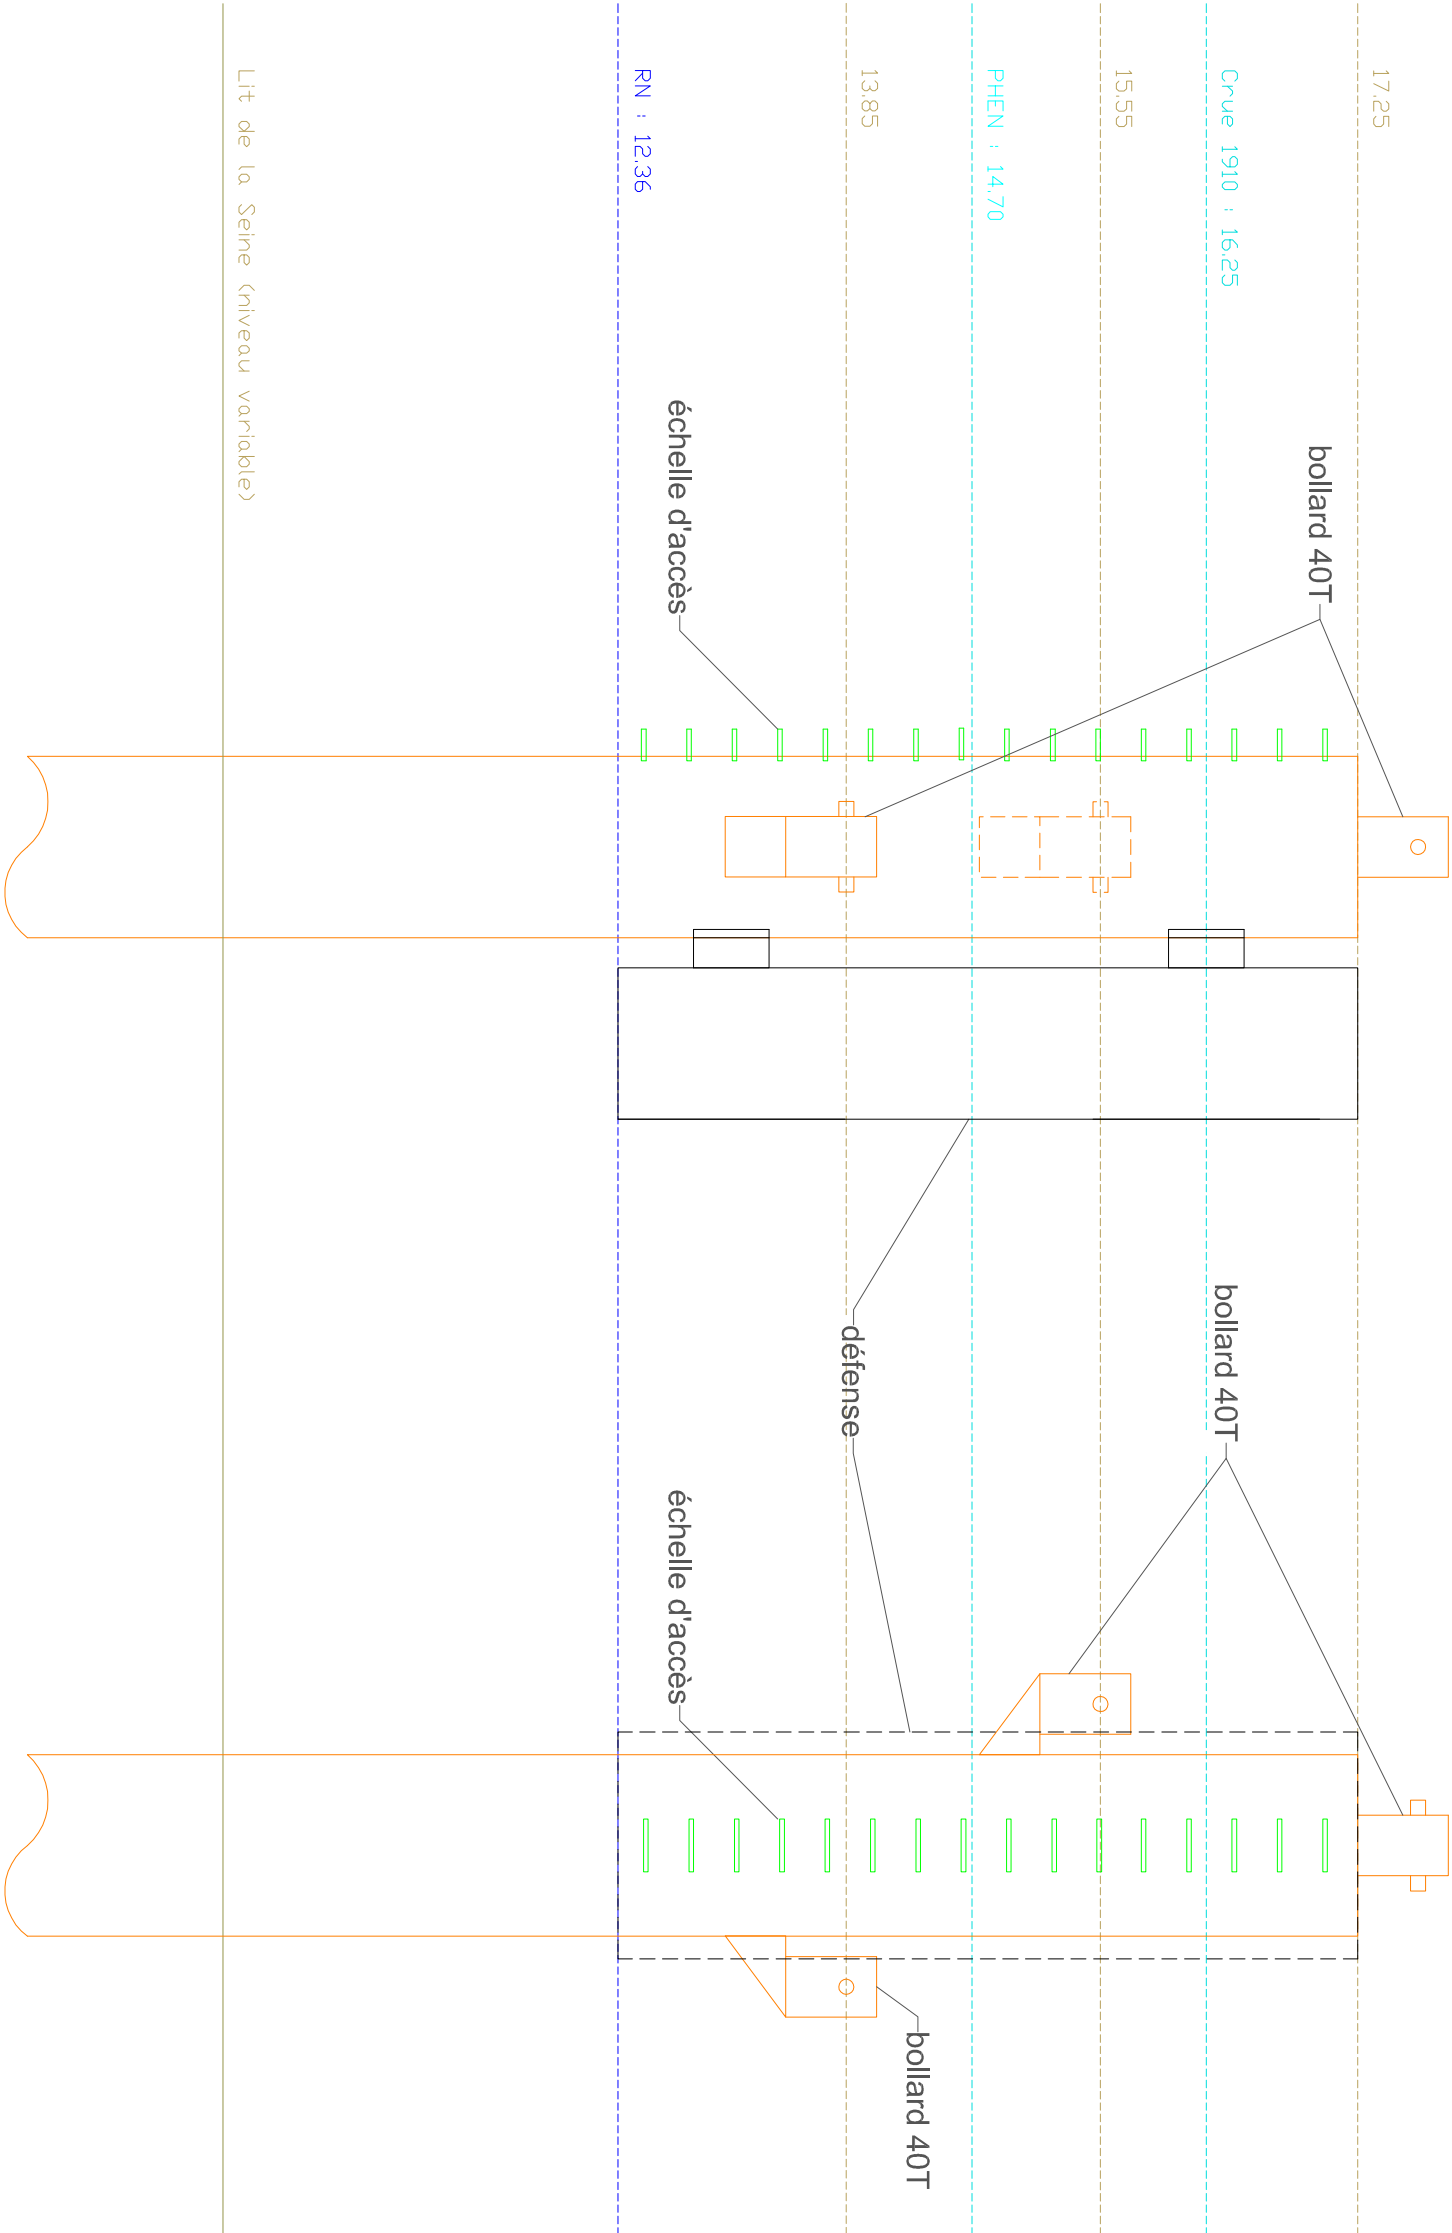 17.25
bollard 40T
Crue 1910 : 16.25
bollard 40T
15.55
PHEN : 14.70
bollard 40T
13.85
défense
échelle d'accès
échelle d'accès
RN : 12.36
Lit de la Seine (niveau variable)